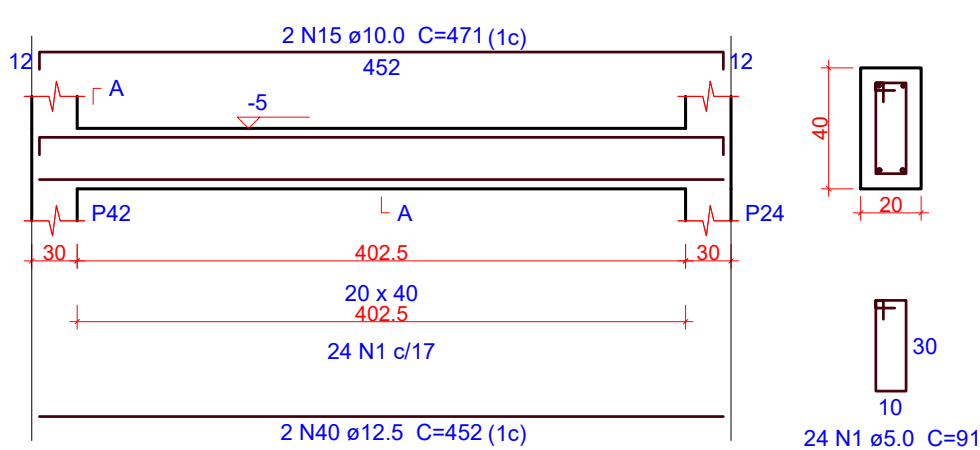 2 N15 ø10.0 C=471 (1c)
12 452 12
A
-5
40
P42 A P24
20
30 402.5 30
20 x 40
402.5
24 N1 c/17
30
10
2 N40 ø12.5 C=452 (1c)
24 N1 ø5.0 C=91